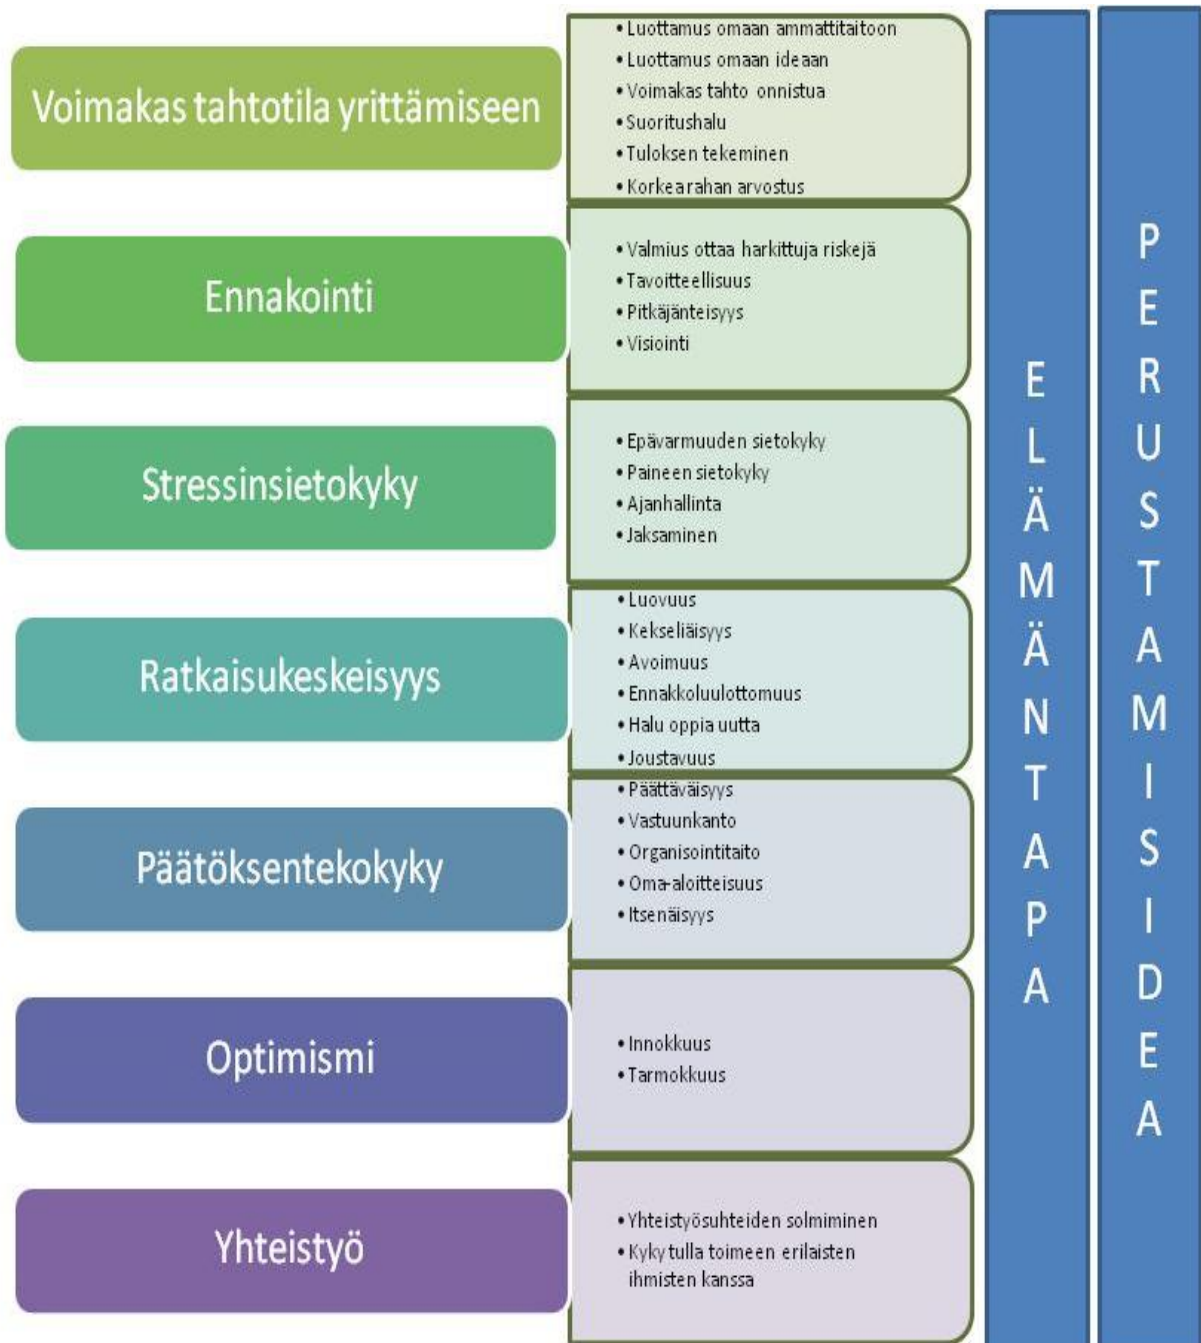 Voimakas tahtotila yrittämiseen
• Luottamus omaan ammattitaitoon
• Luottamus omaan ideaan
• Voimakas tahto onnistua
• Suoritushalu
• Tuloksen tekeminen
• Korkea rahan arvostus
Ennakointi
• Valmius ottaa harkittuja riskejä
• Tavoitteellisuus
• Pitkäjänteisyys
• Visiointi
Stressinsietokyky
• Epävarmuuden sietokyky
• Paineen sietokyky
• Ajanhallinta
• Jaksaminen
Ratkaisukeskeisyys
• Luovuus
• Kekseliäisyys
• Avoimuus
• Ennakkoluulottomuus
• Halu oppia uutta
• Joustavuus
Päätöksentekokyky
• Päättäväisyys
• Vastuunkanto
• Organisointitaito
• Oma-aloitteisuus
• Itsenäisyys
Optimismi
• Innokkuus
• Tarmokkuus
Yhteistyö
• Yhteistyösuhteiden solmiminen
• Kyky tulla toimeen erilaisten
ihmisten kanssa
ELÄMÄNTAPA
PERUSTAMISIDEA